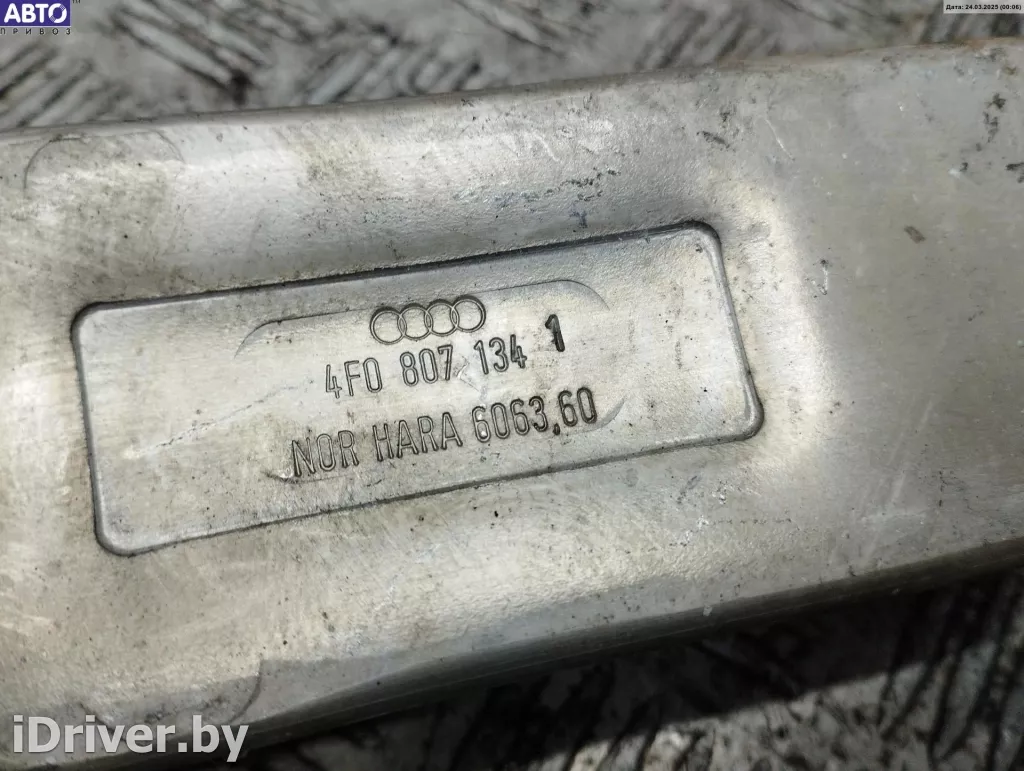 АВТО
ПРИВОЗ
Дата: 24.03.2025 (00:06)
4F0 807 134 1
NOR HARA 6063,60
iDriver.by